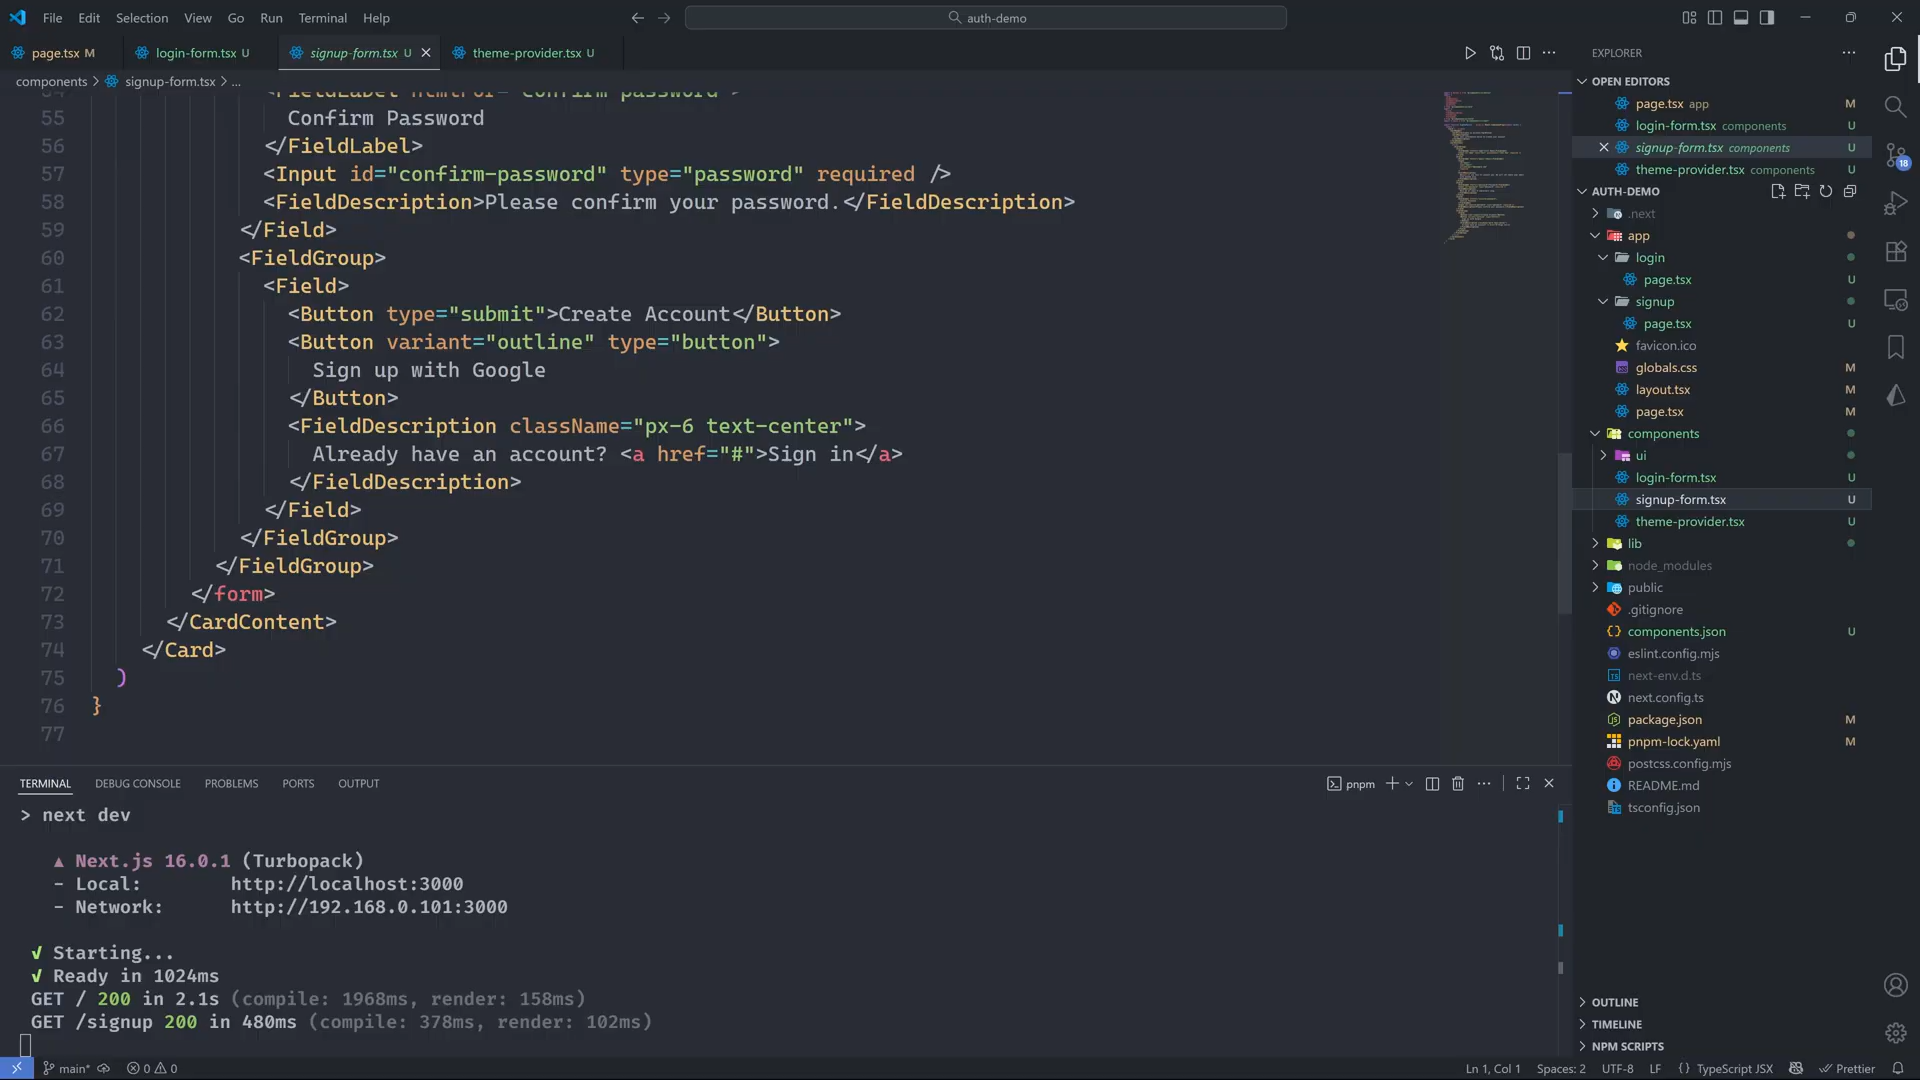 File Edit Selection View Go Run Terminal Help
auth-demo
page.tsx M
login-form.tsx U
signup-form.tsx U
theme-provider.tsx U
components > signup-form.tsx > ...
55 Confirm Password
56 </FieldLabel>
57 <Input id="confirm-password" type="password" required />
58 <FieldDescription>Please confirm your password.</FieldDescription>
59 </Field>
60 <FieldGroup>
61 <Field>
62 <Button type="submit">Create Account</Button>
63 <Button variant="outline" type="button">
64 Sign up with Google
65 </Button>
66 <FieldDescription className="px-6 text-center">
67 Already have an account? <a href="#">Sign in</a>
68 </FieldDescription>
69 </Field>
70 </FieldGroup>
71 </FieldGroup>
72 </form>
73 </CardContent>
74 </Card>
75 )
76 }
77
TERMINAL DEBUG CONSOLE PROBLEMS PORTS OUTPUT
pnpm
> next dev
▲ Next.js 16.0.1 (Turbopack)
- Local: http://localhost:3000
- Network: http://192.168.0.101:3000
√ Starting...
√ Ready in 1024ms
GET / 200 in 2.1s (compile: 1968ms, render: 158ms)
GET /signup 200 in 480ms (compile: 378ms, render: 102ms)
EXPLORER
OPEN EDITORS
page.tsx app M
login-form.tsx components U
signup-form.tsx components U
theme-provider.tsx components U
AUTH-DEMO
.next
app
login
page.tsx U
signup
page.tsx U
favicon.ico
globals.css M
layout.tsx M
page.tsx M
components
ui
login-form.tsx U
signup-form.tsx U
theme-provider.tsx U
lib
node_modules
public
.gitignore
components.json U
eslint.config.mjs
next-env.d.ts
next.config.ts
package.json M
pnpm-lock.yaml M
postcss.config.mjs
README.md
tsconfig.json
OUTLINE
TIMELINE
NPM SCRIPTS
18
main* 0 0
Ln 1, Col 1 Spaces: 2 UTF-8 LF {} TypeScript JSX Prettier